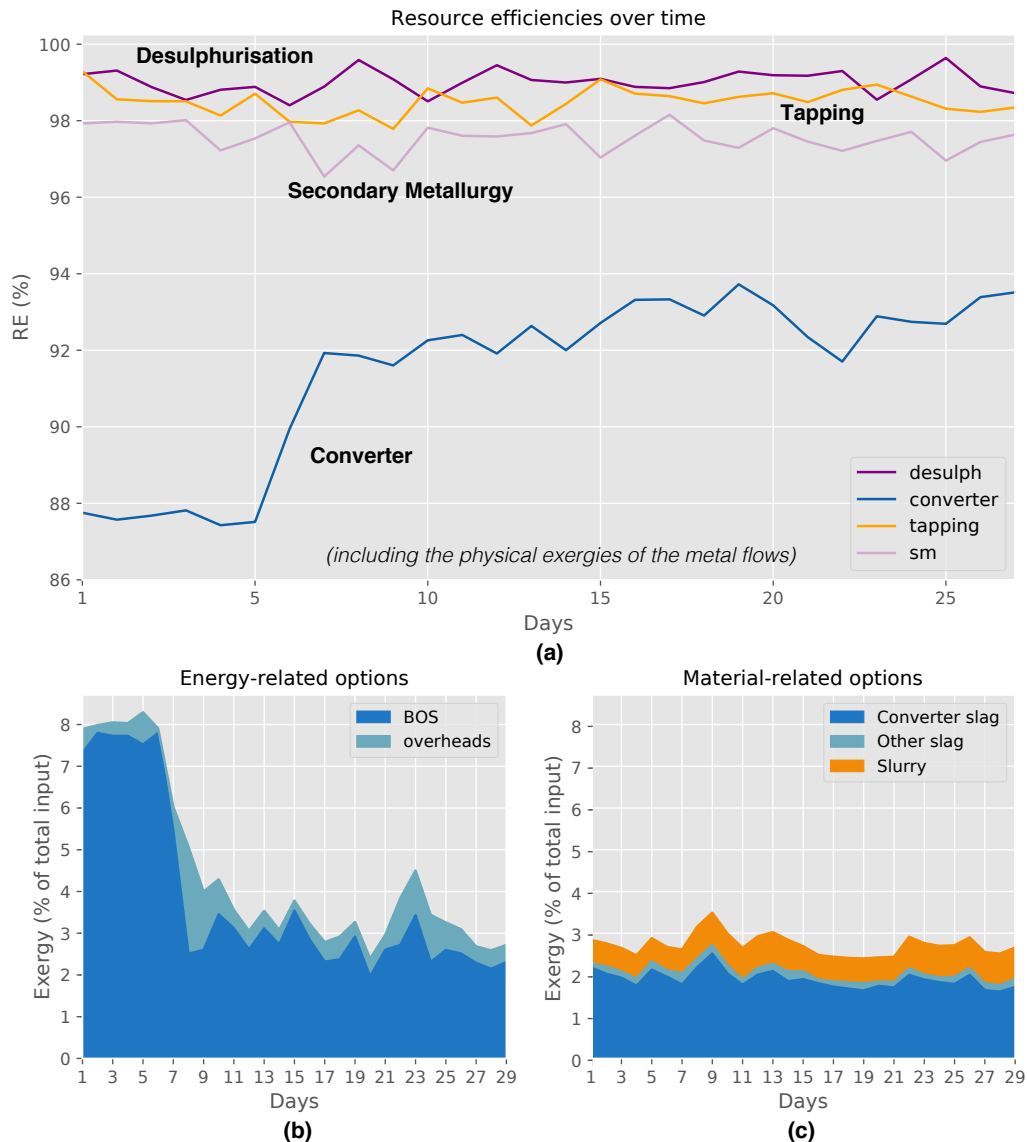 Resource efficiencies over time
100
98
96
94
92
90
88
86
RE (%)
Desulphurisation
Tapping
Secondary Metallurgy
Converter
(including the physical exergies of the metal flows)
desulph
converter
tapping
sm
1 5 10 15 20 25
Days
(a)
Energy-related options
8
7
6
5
4
3
2
1
0
Exergy (% of total input)
BOS
overheads
1 3 5 7 9 11 13 15 17 19 21 23 25 27 29
Days
(b)
Material-related options
8
7
6
5
4
3
2
1
0
Exergy (% of total input)
Converter slag
Other slag
Slurry
1 3 5 7 9 11 13 15 17 19 21 23 25 27 29
Days
(c)